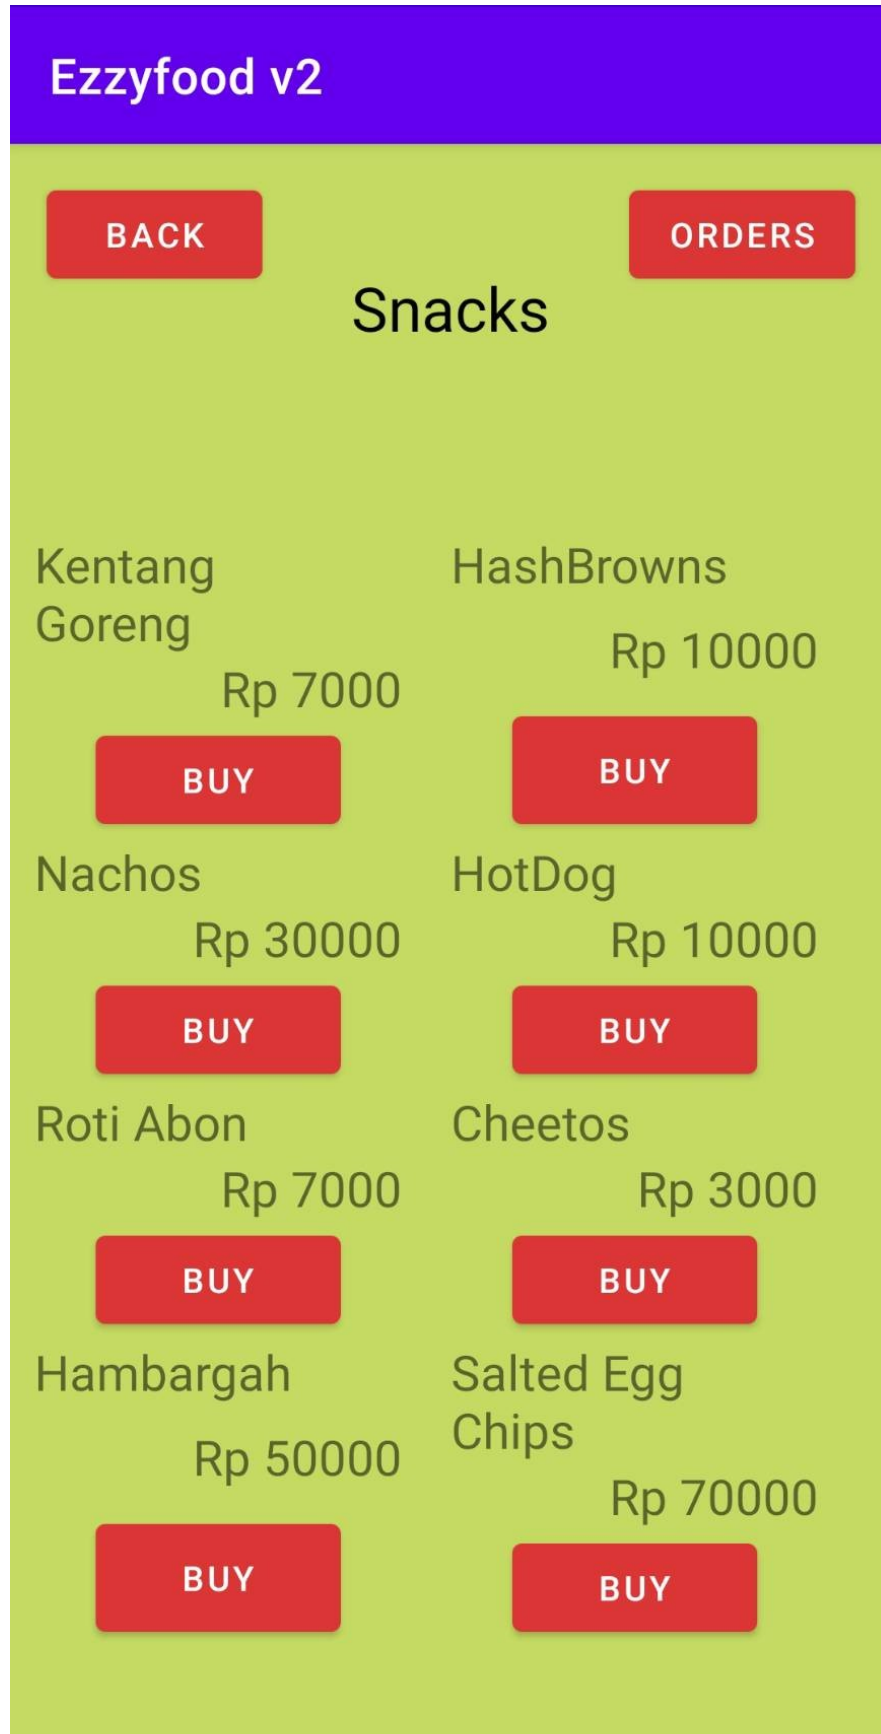 Ezzyfood v2
BACK
ORDERS
Snacks
Kentang
Goreng
Rp 7000
BUY
HashBrowns
Rp 10000
BUY
Nachos
Rp 30000
BUY
HotDog
Rp 10000
BUY
Roti Abon
Rp 7000
BUY
Cheetos
Rp 3000
BUY
Hambargah
Rp 50000
BUY
Salted Egg
Chips
Rp 70000
BUY